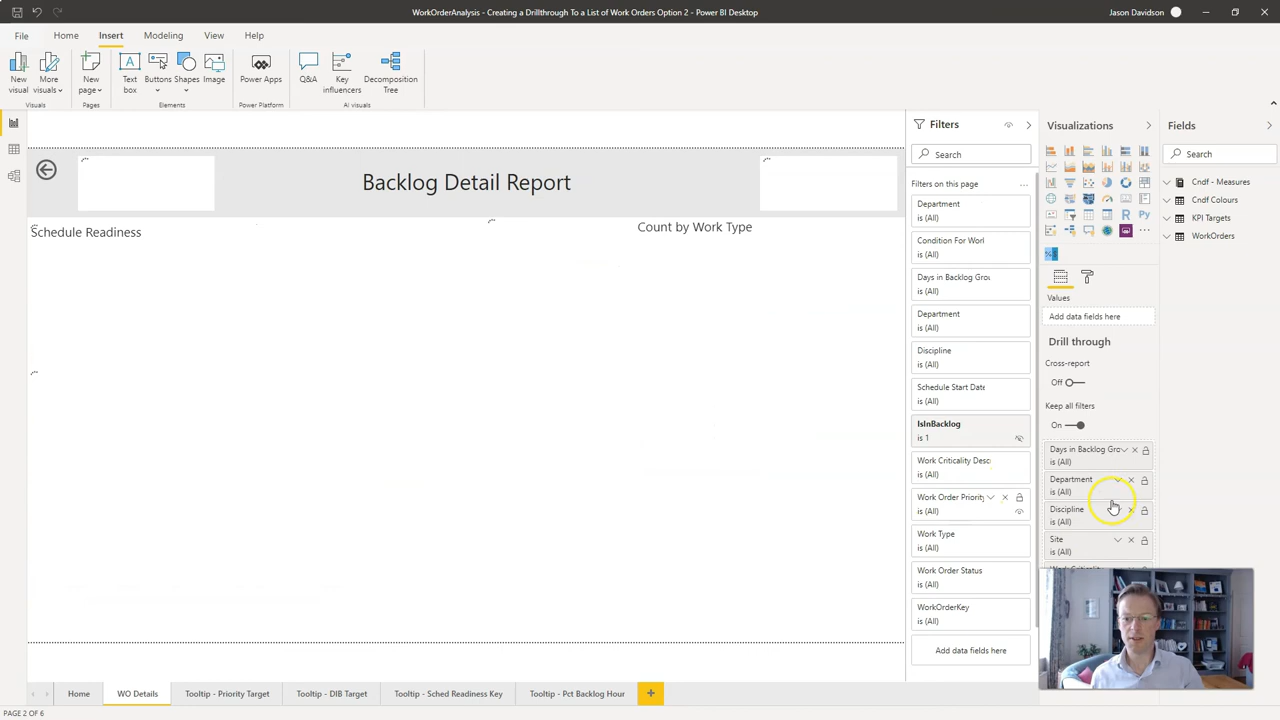 WorkOrderAnalysis - Creating a Drillthrough To a List of Work Orders Option 2 - Power BI Desktop
Jason Davidson
File
Home
Insert
Modeling
View
Help
New visual
More visuals
New page
Text box
Buttons
Shapes
Image
Power Apps
Q&A
Key influencers
Decomposition Tree
Visuals
Pages
Elements
Power Platform
AI visuals
Backlog Detail Report
Schedule Readiness
Count by Work Type
Filters
Search
Filters on this page
...
Department
is (All)
Condition For Worl
is (All)
Days in Backlog Grou
is (All)
Department
is (All)
Discipline
is (All)
Schedule Start Date
is (All)
IsInBacklog
is 1
Work Criticality Desc
is (All)
Work Order Priority
is (All)
Work Type
is (All)
Work Order Status
is (All)
WorkOrderKey
is (All)
Add data fields here
Visualizations
R
Py
...
Values
Add data fields here
Drill through
Cross-report
Off
Keep all filters
On
Days in Backlog Gro
is (All)
Department
is (All)
Discipline
is (All)
Site
is (All)
Fields
Search
Cndf - Measures
Cndf Colours
KPI Targets
WorkOrders
Home
WO Details
Tooltip - Priority Target
Tooltip - DIB Target
Tooltip - Sched Readiness Key
Tooltip - Pct Backlog Hour
PAGE 2 OF 6